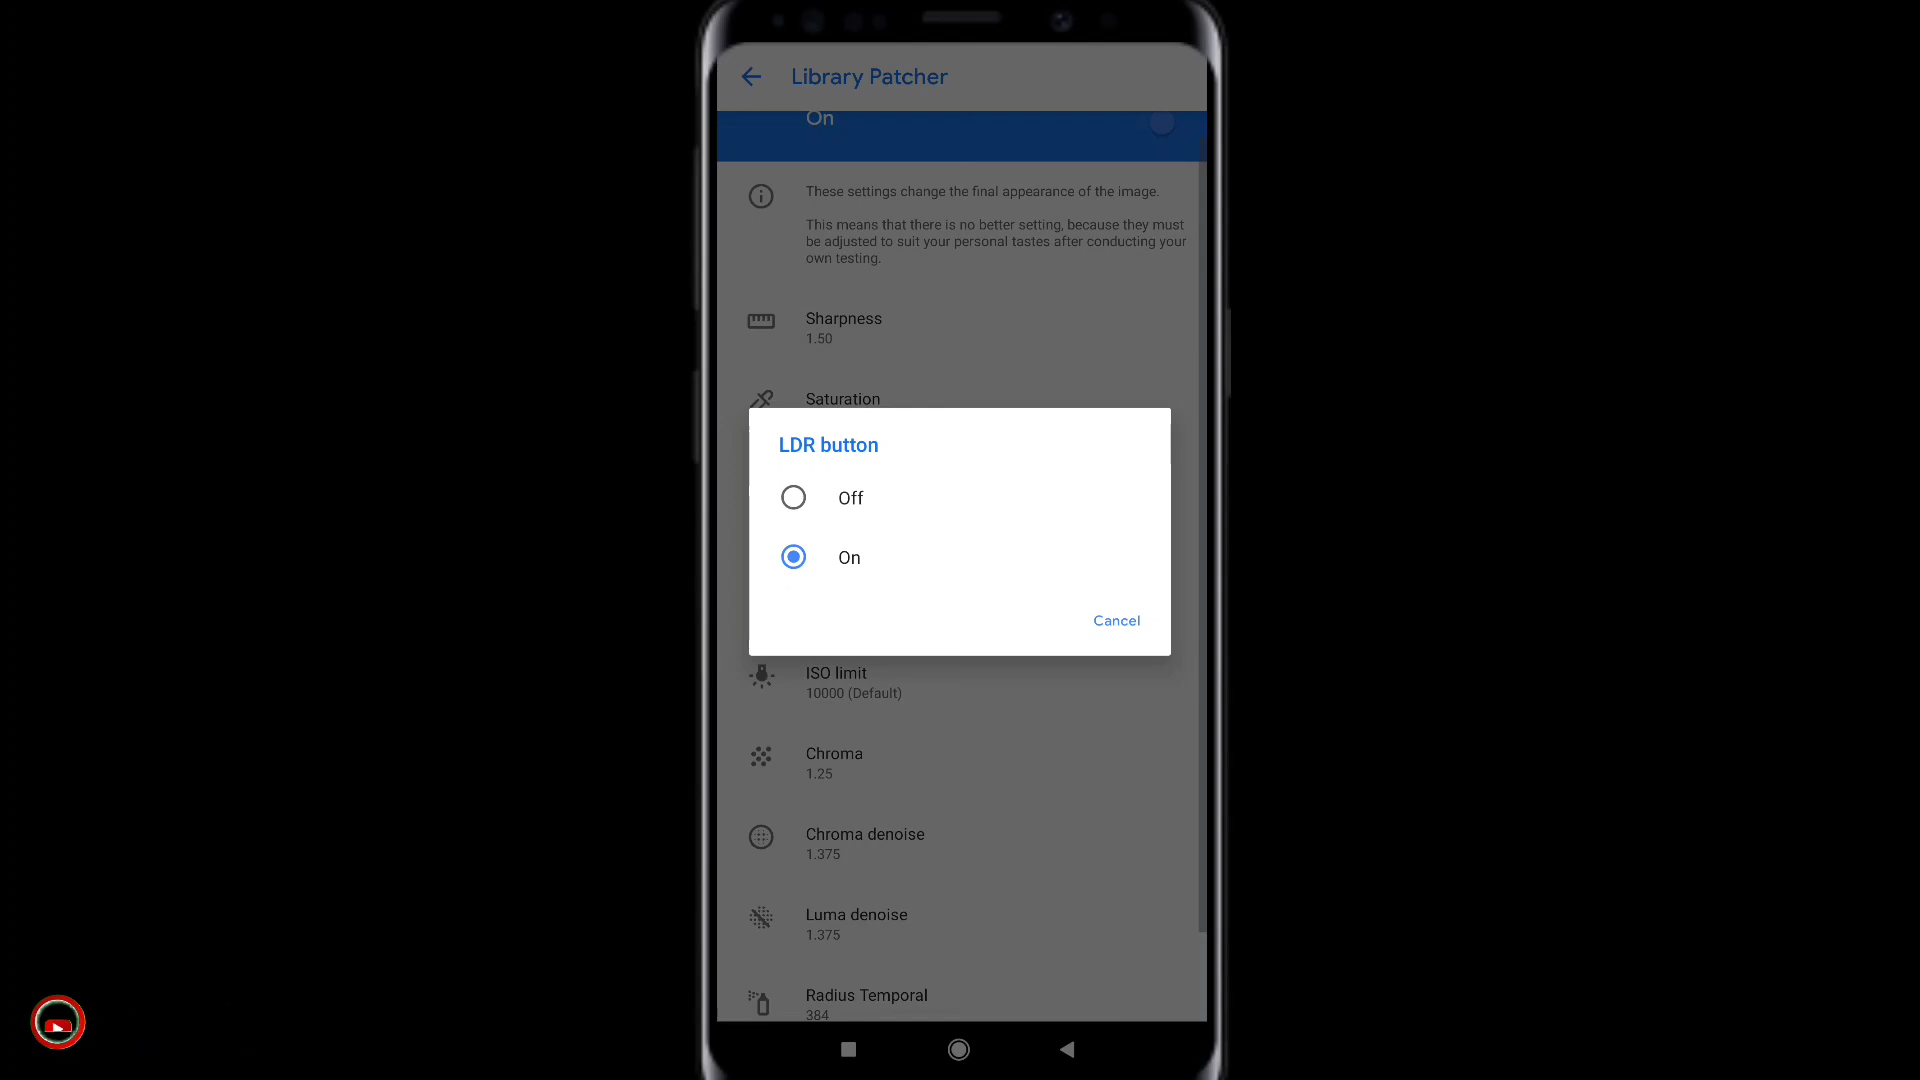 Library Patcher
On
These settings change the final appearance of the image.
This means that there is no better setting, because they must
be adjusted to suit your personal tastes after conducting your
own testing.
Sharpness
1.50
Saturation
LDR button
Off
On
Cancel
ISO limit
10000 (Default)
Chroma
1.25
Chroma denoise
1.375
Luma denoise
1.375
Radius Temporal
384